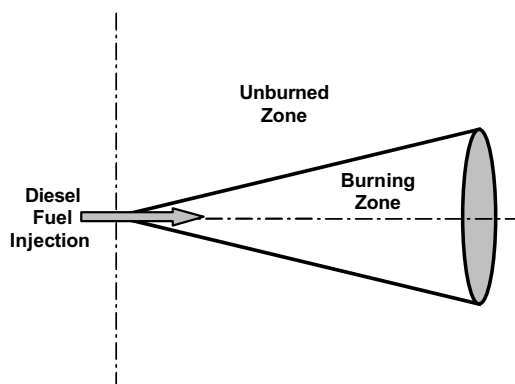 Unburned
Zone
Burning
Zone
Diesel
Fuel
Injection